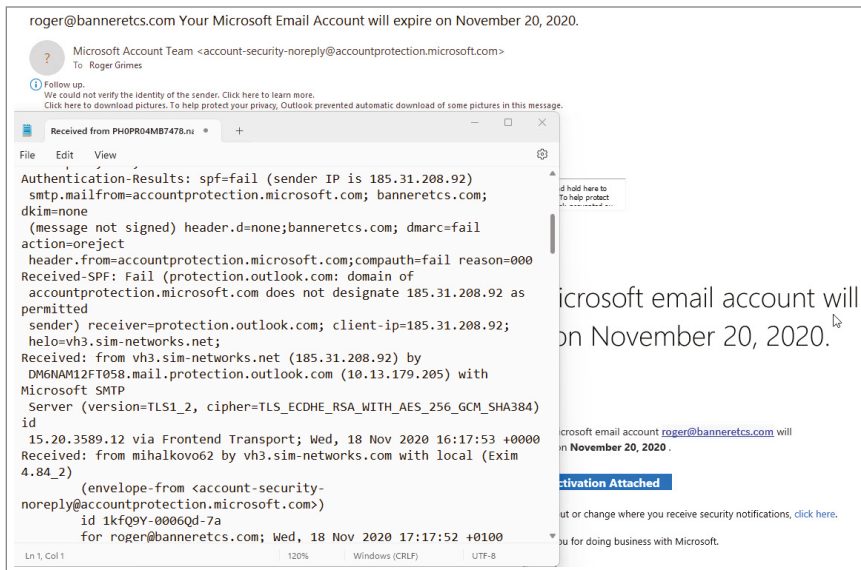 roger@banneretcs.com Your Microsoft Email Account will expire on November 20, 2020.
?
Microsoft Account Team <account-security-noreply@accountprotection.microsoft.com>
To Roger Grimes
Follow up.
We could not verify the identity of the sender. Click here to learn more.
Click here to download pictures. To help protect your privacy, Outlook prevented automatic download of some pictures in this message.
Received from PH0PR04MB7478.na
File Edit View
Authentication-Results: spf=fail (sender IP is 185.31.208.92)
smtp.mailfrom=accountprotection.microsoft.com; banneretcs.com;
dkim=none
(message not signed) header.d=none;banneretcs.com; dmarc=fail
action=oreject
header.from=accountprotection.microsoft.com;compauth=fail reason=000
Received-SPF: Fail (protection.outlook.com: domain of
accountprotection.microsoft.com does not designate 185.31.208.92 as
permitted
sender) receiver=protection.outlook.com; client-ip=185.31.208.92;
helo=vh3.sim-networks.net;
Received: from vh3.sim-networks.net (185.31.208.92) by
DM6NAM12FT058.mail.protection.outlook.com (10.13.179.205) with
Microsoft SMTP
Server (version=TLS1_2, cipher=TLS_ECDHE_RSA_WITH_AES_256_GCM_SHA384)
id
15.20.3589.12 via Frontend Transport; Wed, 18 Nov 2020 16:17:53 +0000
Received: from mihalkovo62 by vh3.sim-networks.com with local (Exim
4.84_2)
(envelope-from <account-security-
noreply@accountprotection.microsoft.com>)
id 1kfQ9Y-0006Qd-7a
for roger@banneretcs.com; Wed, 18 Nov 2020 17:17:52 +0100
Ln 1, Col 1 120% Windows (CRLF) UTF-8
d hold here to
To help protect
icrosoft email account will
on November 20, 2020.
icrosoft email account roger@banneretcs.com will
on November 20, 2020 .
ctivation Attached
out or change where you receive security notifications, click here.
ou for doing business with Microsoft.